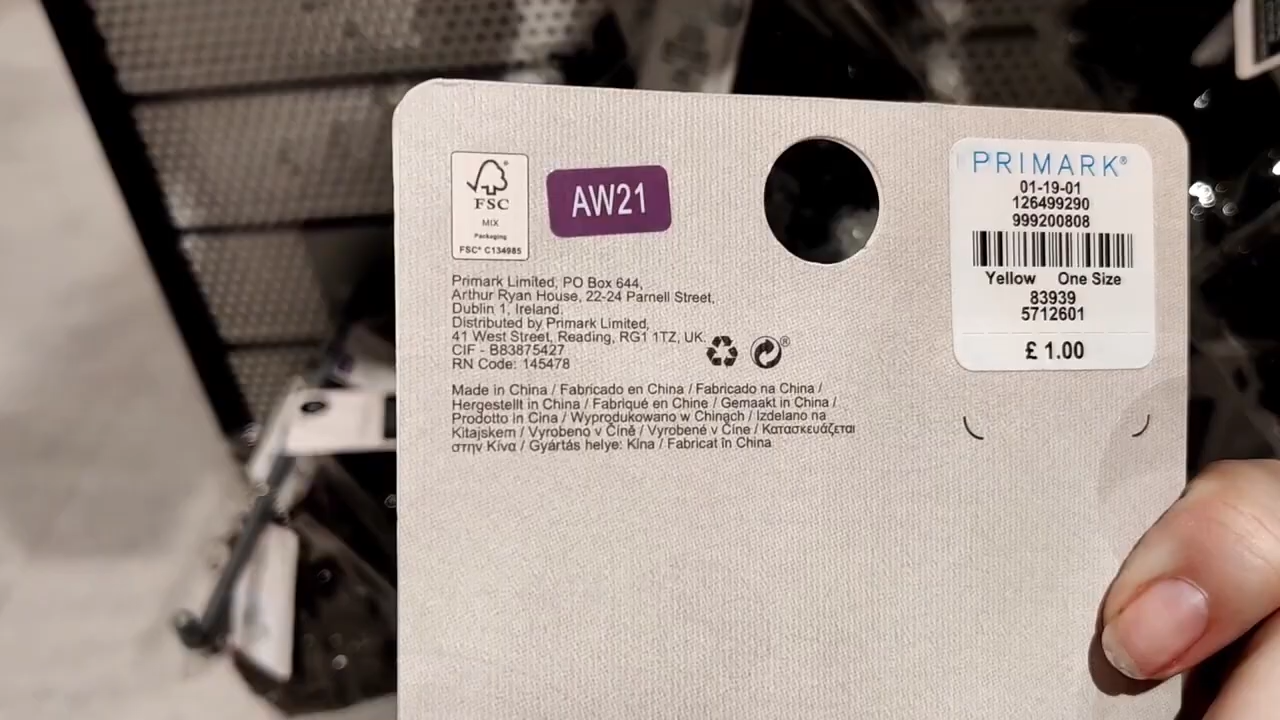 FSC
MIX
Packaging
FSC® C134985
AW21
Primark Limited, PO Box 644,
Arthur Ryan House, 22-24 Parnell Street,
Dublin 1, Ireland.
Distributed by Primark Limited,
41 West Street, Reading, RG1 1TZ, UK.
CIF - B83875427
RN Code: 145478
Made in China / Fabricado en China / Fabricado na China /
Hergestellt in China / Fabriqué en Chine / Gemaakt in China /
Prodotto in Cina / Wyprodukowano w Chinach / Izdelano na
Kitajskem / Vyrobeno v Číně / Vyrobené v Číne / Κατασκευάζεται
στην Κίνα / Gyártás helye: Kína / Fabricat în China
PRIMARK®
01-19-01
126499290
999200808
Yellow One Size
83939
5712601
£ 1.00